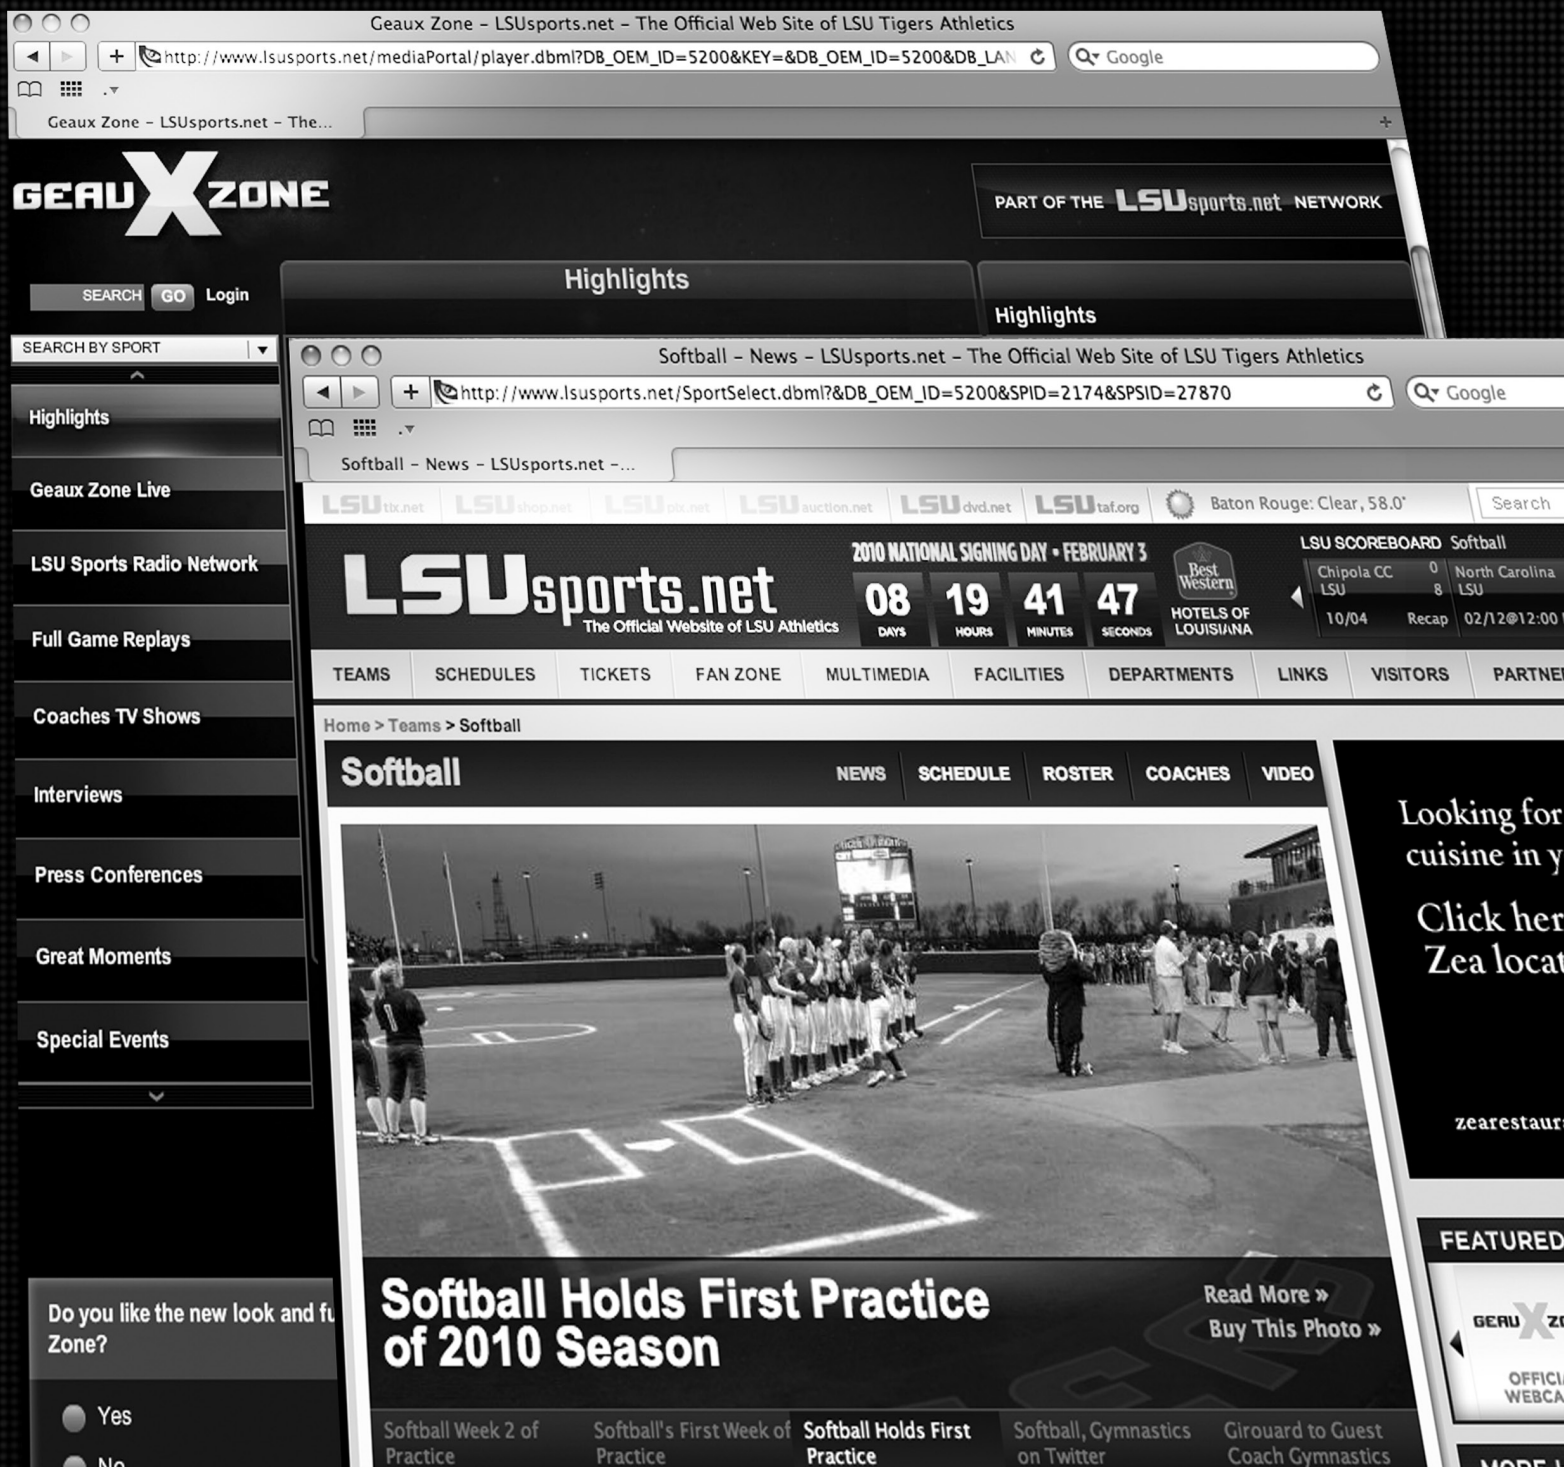 Geaux Zone – LSUsports.net – The Official Web Site of LSU Tigers Athletics
http://www.lsusports.net/mediaPortal/player.dbml?DB_OEM_ID=5200&KEY=&DB_OEM_ID=5200&DB_LAN
Google
Geaux Zone – LSUsports.net – The...
GEAUXZONE
PART OF THE LSUsports.net NETWORK
SEARCH GO Login
Highlights
Highlights
SEARCH BY SPORT
Highlights
Geaux Zone Live
LSU Sports Radio Network
Full Game Replays
Coaches TV Shows
Interviews
Press Conferences
Great Moments
Special Events
Do you like the new look and fu
Zone?
Yes
No
Softball – News – LSUsports.net – The Official Web Site of LSU Tigers Athletics
http://www.lsusports.net/SportSelect.dbml?&DB_OEM_ID=5200&SPID=2174&SPSID=27870
Google
Softball – News – LSUsports.net –...
LSUtix.net LSUshop.net LSUpix.net LSUauction.net LSUdvd.net LSUtaf.org Baton Rouge: Clear, 58.0° Search
LSUsports.net
The Official Website of LSU Athletics
2010 NATIONAL SIGNING DAY • FEBRUARY 3
08 19 41 47
DAYS HOURS MINUTES SECONDS
Best
Western
HOTELS OF
LOUISIANA
LSU SCOREBOARD Softball
Chipola CC 0 North Carolina
LSU 8 LSU
10/04 Recap 02/12@12:00
TEAMS SCHEDULES TICKETS FAN ZONE MULTIMEDIA FACILITIES DEPARTMENTS LINKS VISITORS PARTNE
Home > Teams > Softball
Softball
NEWS SCHEDULE ROSTER COACHES VIDEO
1
Softball Holds First Practice
of 2010 Season
Read More »
Buy This Photo »
Softball Week 2 of
Practice
Softball's First Week of
Practice
Softball Holds First
Practice
Softball, Gymnastics
on Twitter
Girouard to Guest
Coach Gymnastics
Looking for
cuisine in y
Click her
Zea locat
zearestaur
FEATURED
GEAUXZO
OFFICI
WEBCA